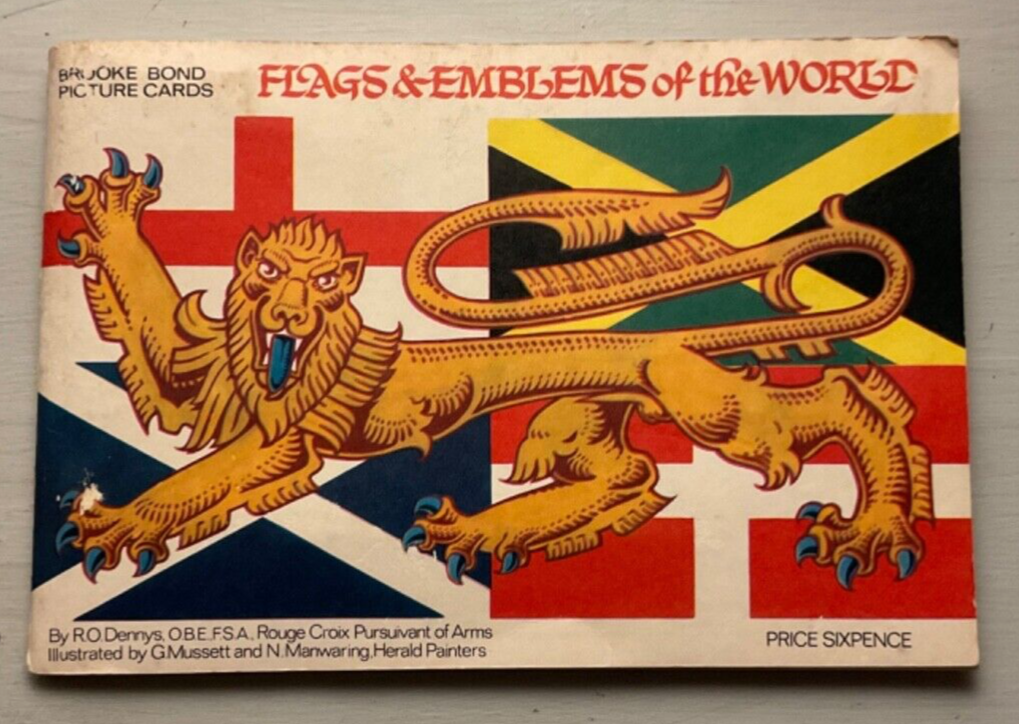 BROOKE BOND
PICTURE CARDS
FLAGS & EMBLEMS of the WORLD
By R.O. Dennys, O.B.E., F.S.A., Rouge Croix Pursuivant of Arms
Illustrated by G. Mussett and N. Manwaring, Herald Painters
PRICE SIXPENCE